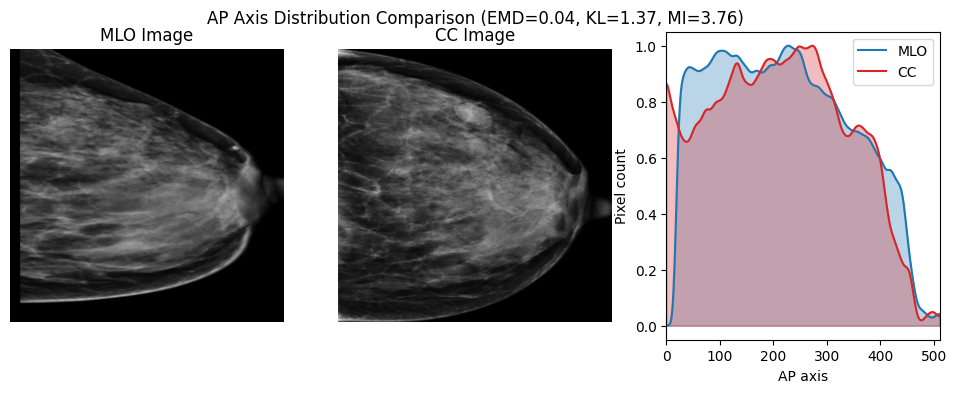 AP Axis Distribution Comparison (EMD=0.04, KL=1.37, MI=3.76)
MLO Image
CC Image
MLO
CC
Pixel count
1.0
0.8
0.6
0.4
0.2
0.0
0 100 200 300 400 500
AP axis